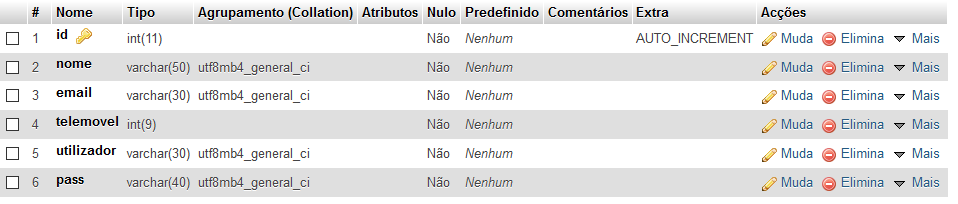 # Nome Tipo Agrupamento (Collation) Atributos Nulo Predefinido Comentários Extra Acções
1 id int(11) Não Nenhum AUTO_INCREMENT Muda Elimina Mais
2 nome varchar(50) utf8mb4_general_ci Não Nenhum Muda Elimina Mais
3 email varchar(30) utf8mb4_general_ci Não Nenhum Muda Elimina Mais
4 telemovel int(9) Não Nenhum Muda Elimina Mais
5 utilizador varchar(30) utf8mb4_general_ci Não Nenhum Muda Elimina Mais
6 pass varchar(40) utf8mb4_general_ci Não Nenhum Muda Elimina Mais